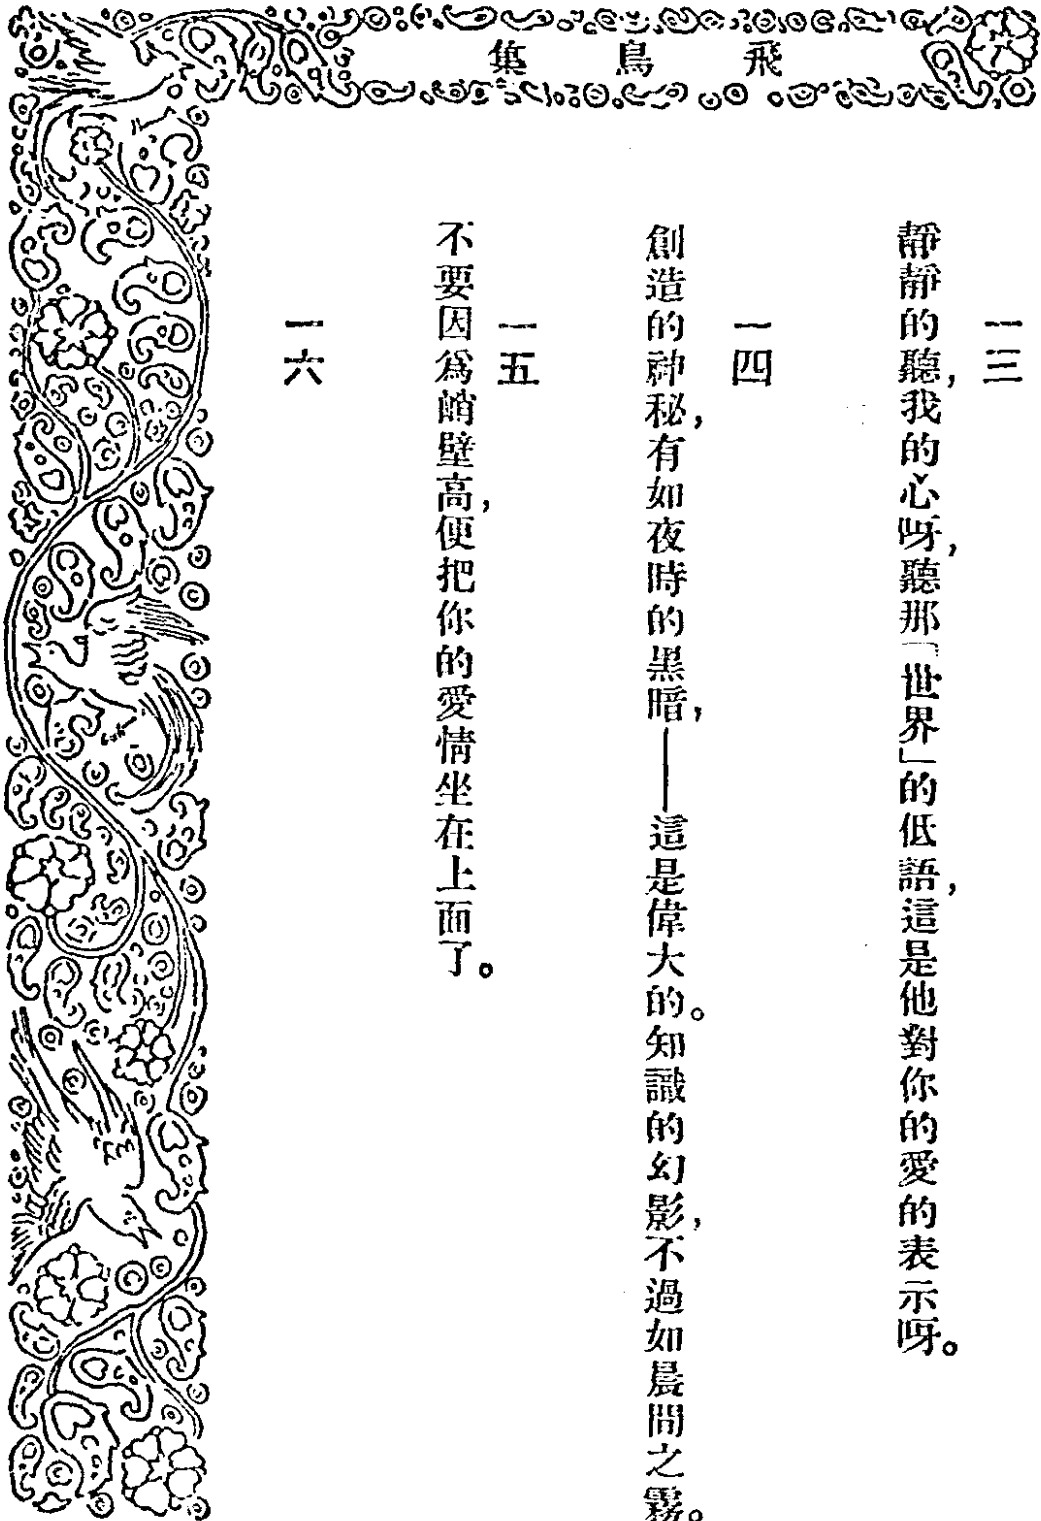 飛鳥集
一三
靜靜的聽,我的心呀,聽那「世界」的低語,這是他對你的愛的表示呀。
一四
創造的神秘,有如夜時的黑暗,——這是偉大的。知識的幻影,不過如晨間之霧。
一五
不要因爲峭壁高,便把你的愛情坐在上面了。
一六